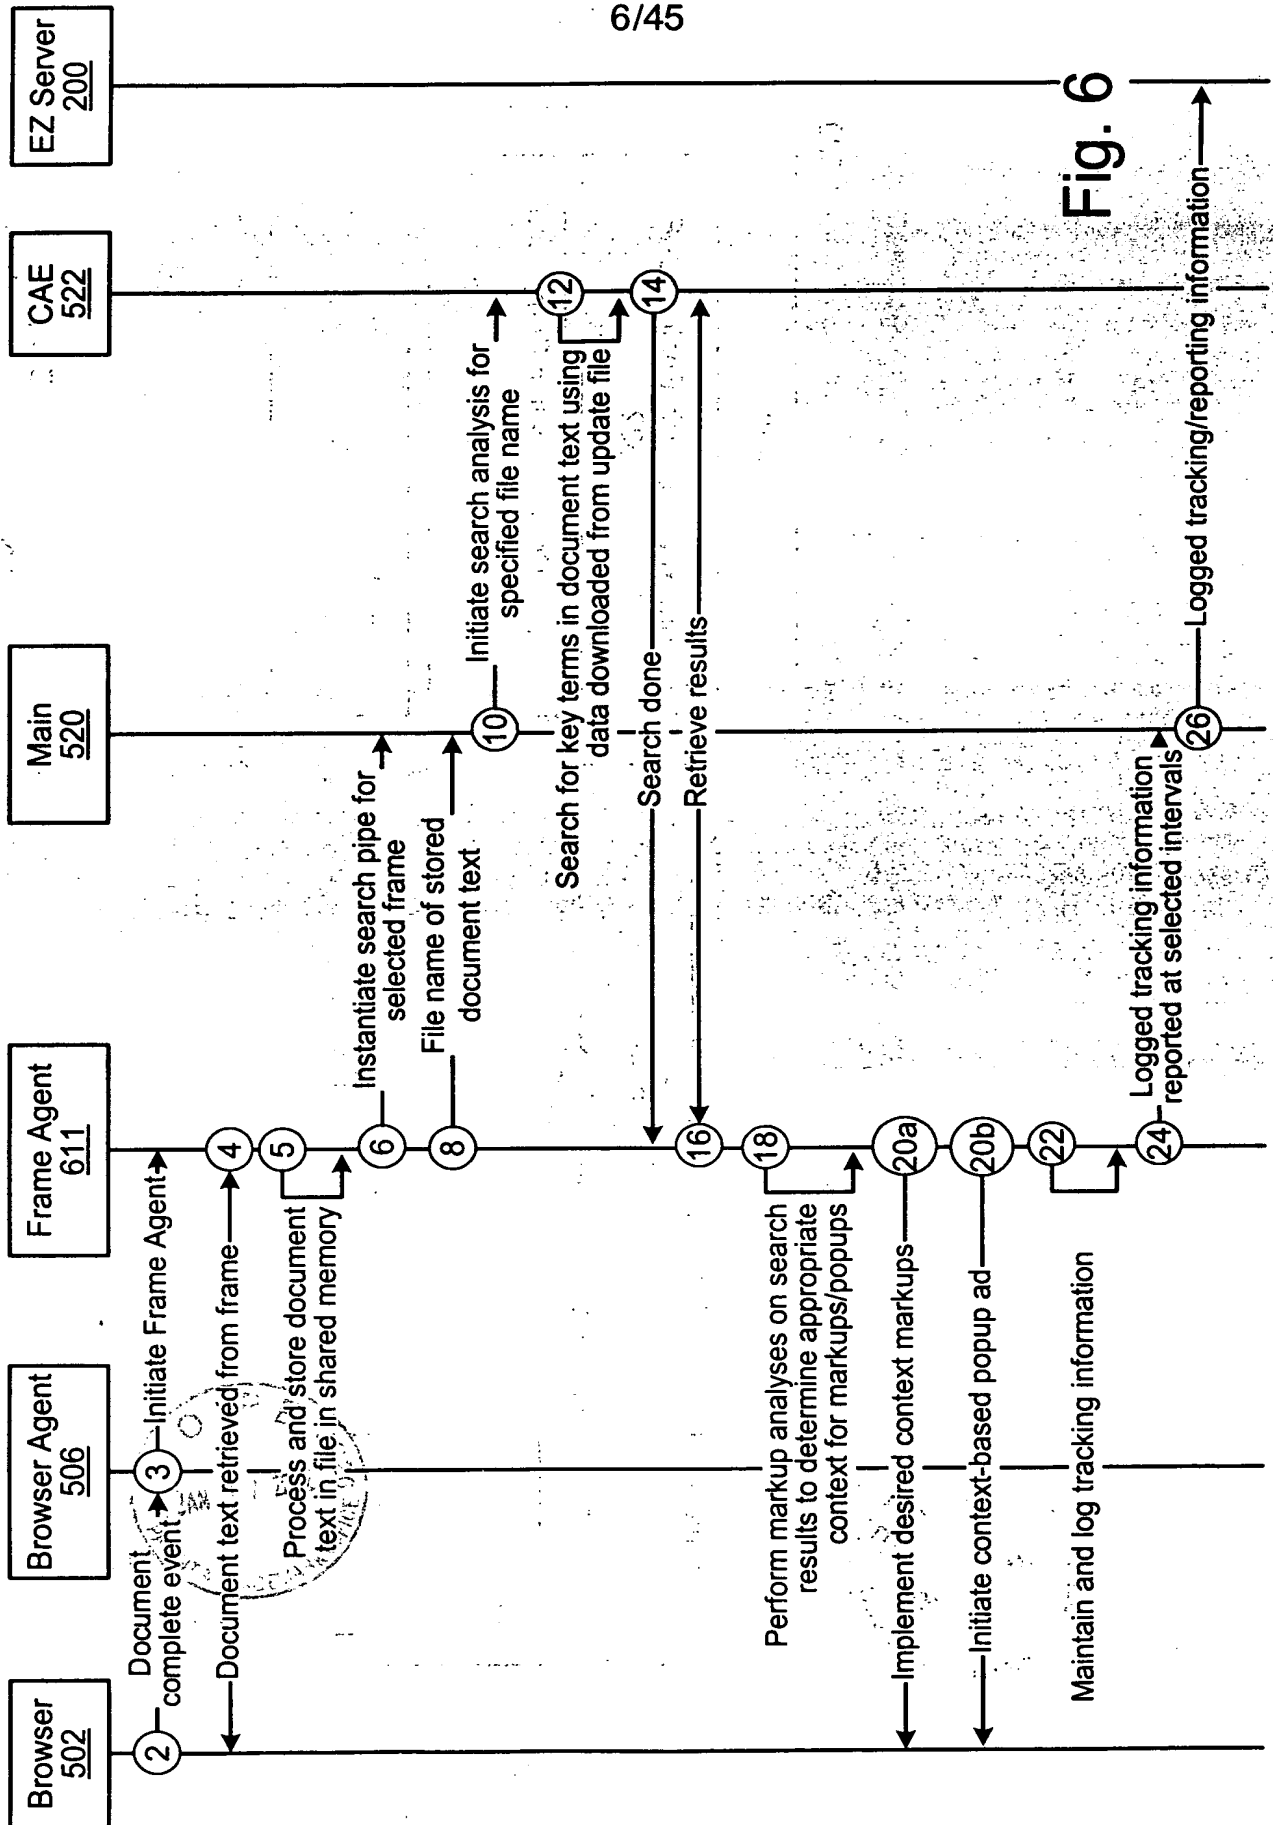 6/45
Browser
502
Browser Agent
506
Frame Agent
611
Main
520
CAE
522
EZ Server
200
2
Document
complete event
3
Initiate Frame Agent
Document text retrieved from frame
4
5
Process and store document
text in file in shared memory
6
Instantiate search pipe for
selected frame
8
File name of stored
document text
10
Initiate search analysis for
specified file name
12
Search for key terms in document text using
data downloaded from update file
14
Search done
16
Retrieve results
18
Perform markup analyses on search
results to determine appropriate
context for markups/popups
20a
Implement desired context markups
20b
Initiate context-based popup ad
22
Maintain and log tracking information
24
Logged tracking information
reported at selected intervals
26
Logged tracking/reporting information
Fig. 6